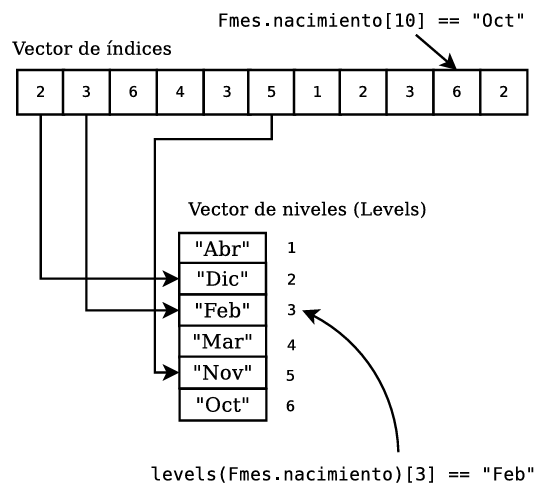 Fmes.nacimiento[10] == "Oct"
Vector de índices
2 3 6 4 3 5 1 2 3 6 2
Vector de niveles (Levels)
"Abr" 1
"Dic" 2
"Feb" 3
"Mar" 4
"Nov" 5
"Oct" 6
levels(Fmes.nacimiento)[3] == "Feb"